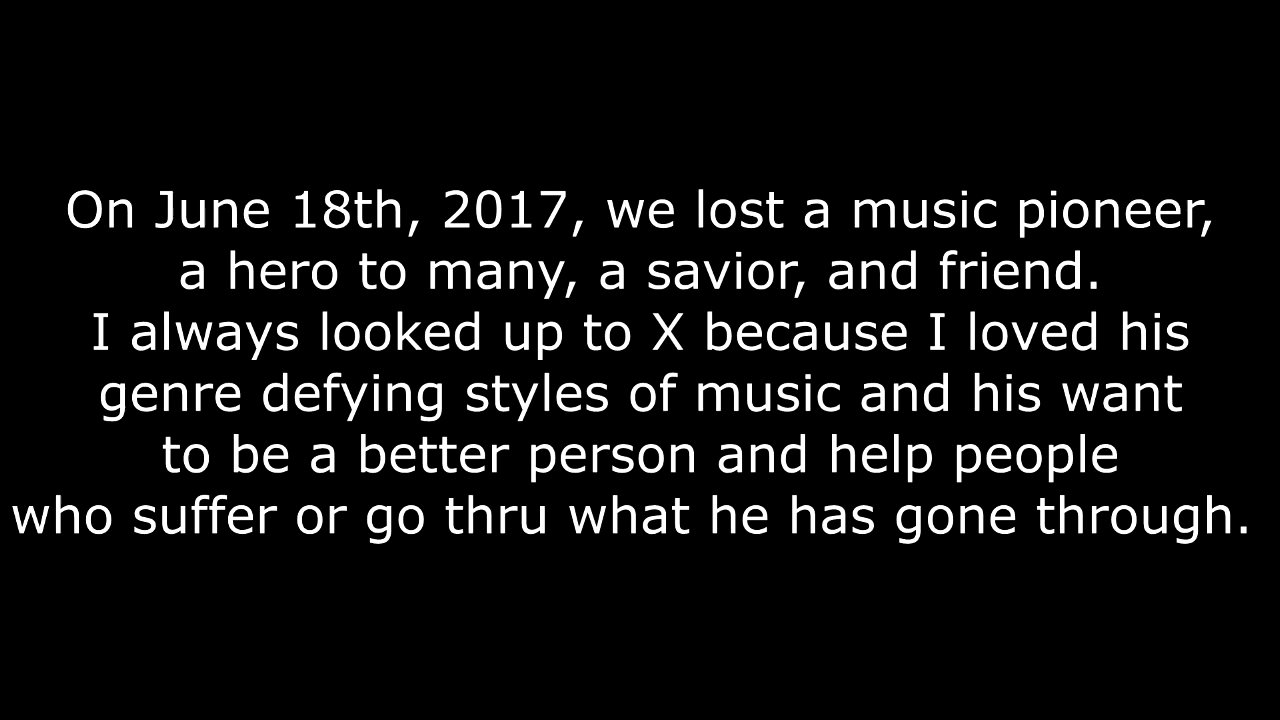 On June 18th, 2017, we lost a music pioneer,
a hero to many, a savior, and friend.
I always looked up to X because I loved his
genre defying styles of music and his want
to be a better person and help people
who suffer or go thru what he has gone through.